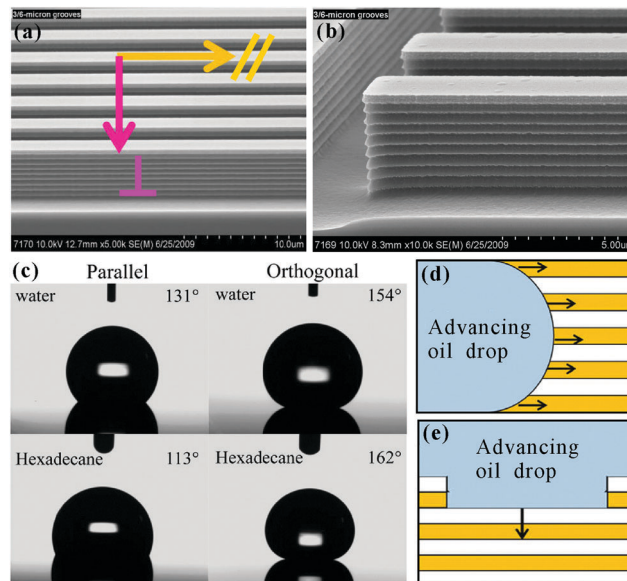 3/6-micron grooves
(a)
7170 10.0kV 12.7mm x5.00k SE(M) 6/25/2009
10.0um
3/6-micron grooves
(b)
7169 10.0kV 8.3mm x10.0k SE(M) 6/25/2009
5.00um
(c)
Parallel
Orthogonal
water 131°
water 154°
Hexadecane 113°
Hexadecane 162°
(d)
Advancing
oil drop
(e)
Advancing
oil drop